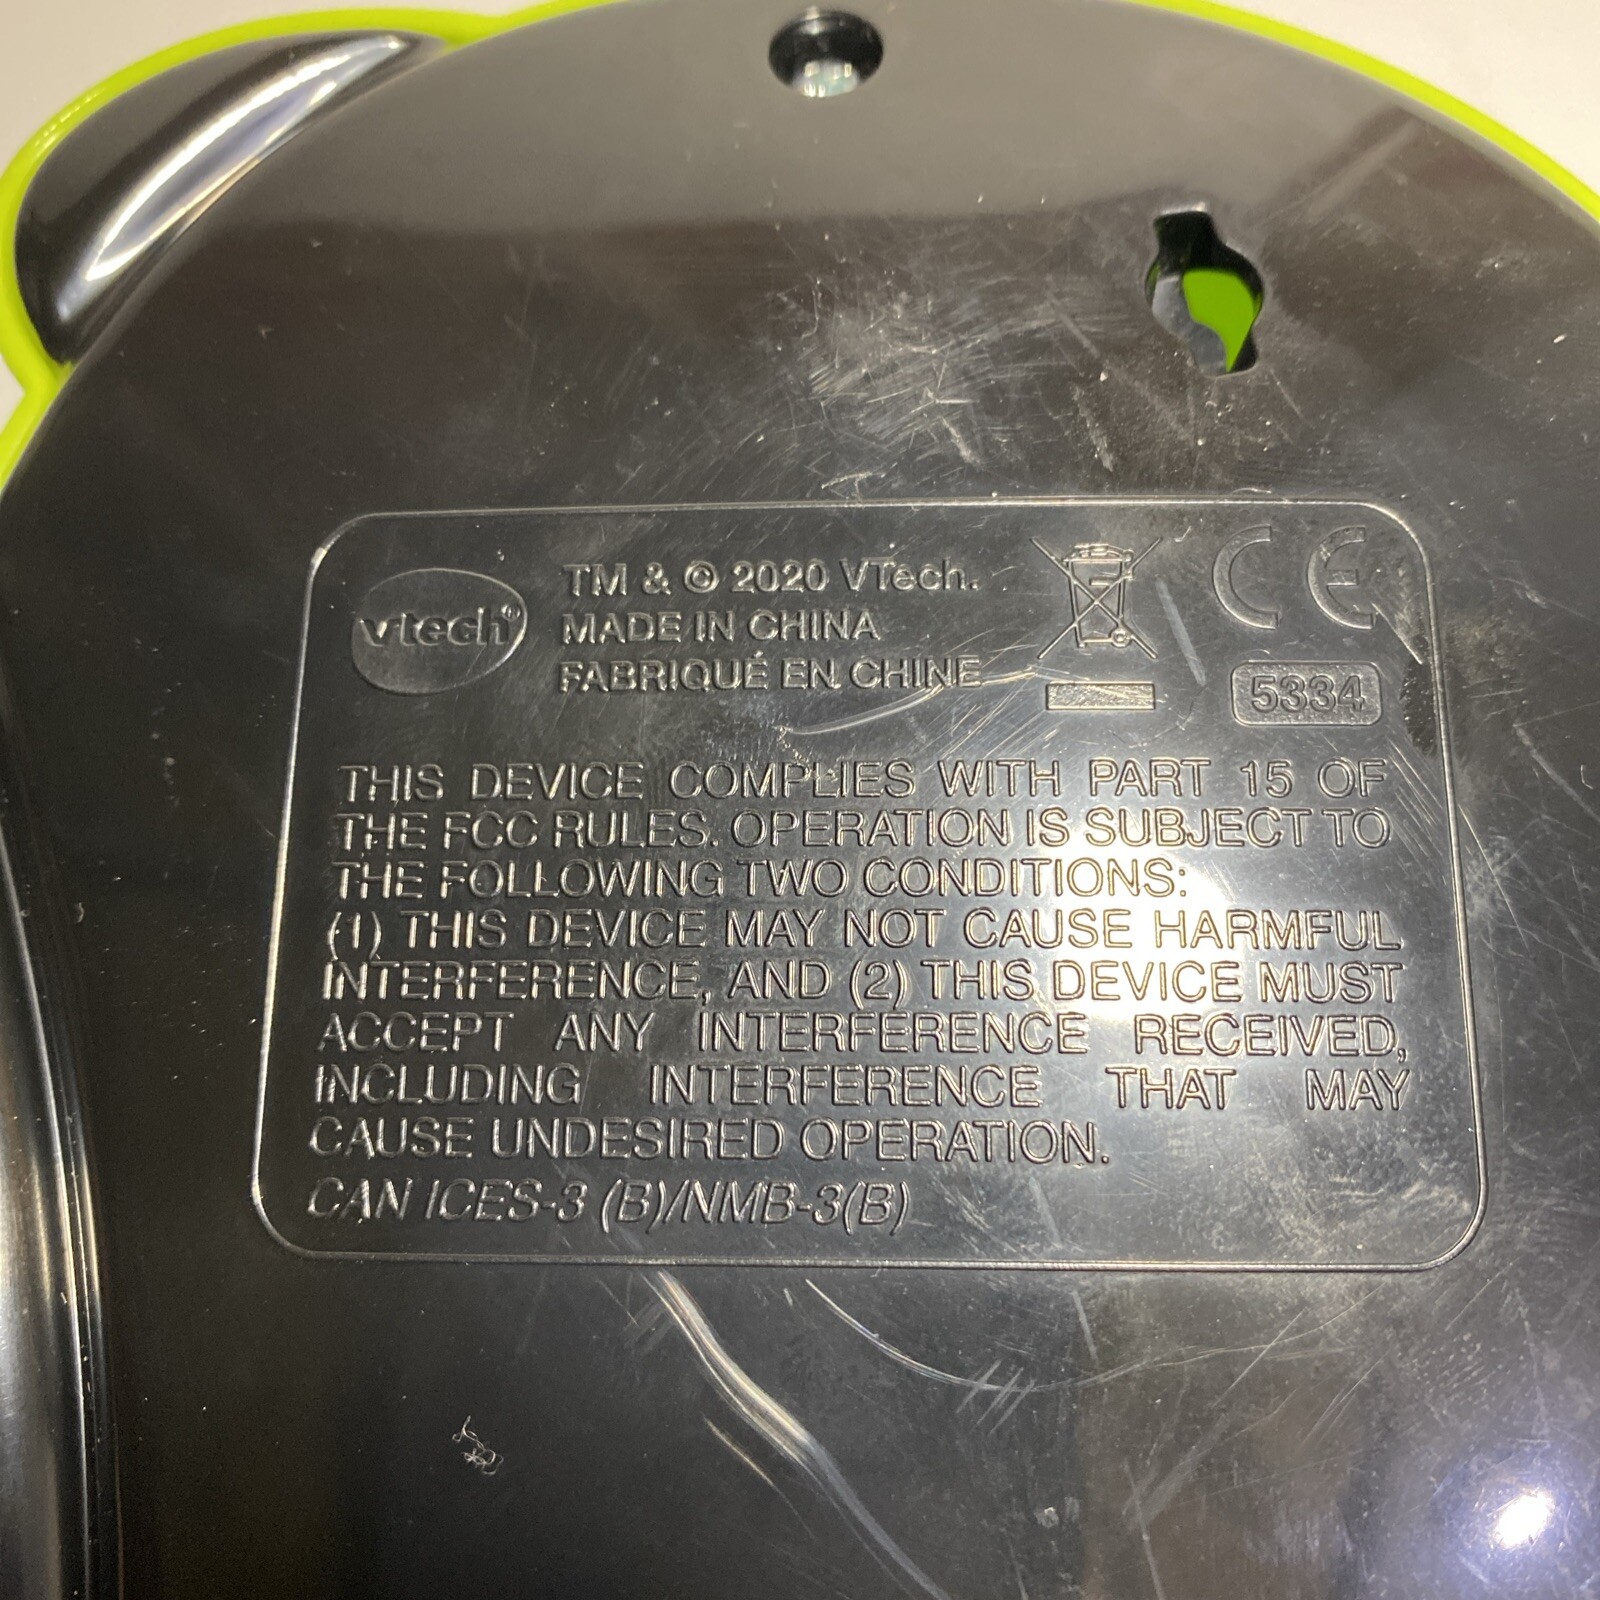 vtech®
TM & © 2020 VTech.
MADE IN CHINA
FABRIQUÉ EN CHINE
CE
5334
THIS DEVICE COMPLIES WITH PART 15 OF
THE FCC RULES. OPERATION IS SUBJECT TO
THE FOLLOWING TWO CONDITIONS:
(1) THIS DEVICE MAY NOT CAUSE HARMFUL
INTERFERENCE, AND (2) THIS DEVICE MUST
ACCEPT ANY INTERFERENCE RECEIVED,
INCLUDING INTERFERENCE THAT MAY
CAUSE UNDESIRED OPERATION.
CAN ICES-3 (B)/NMB-3(B)